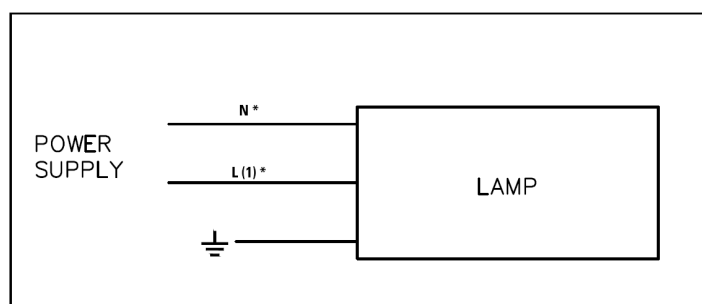 N *
POWER
SUPPLY
L (1) *
LAMP